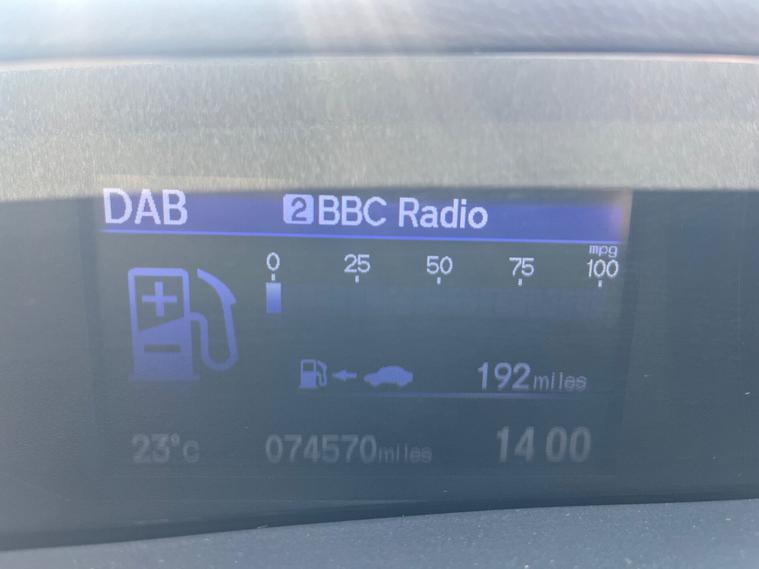 DAB 2 BBC Radio
mpg
0 25 50 75 100
192 miles
23°C 074570 miles 14 00